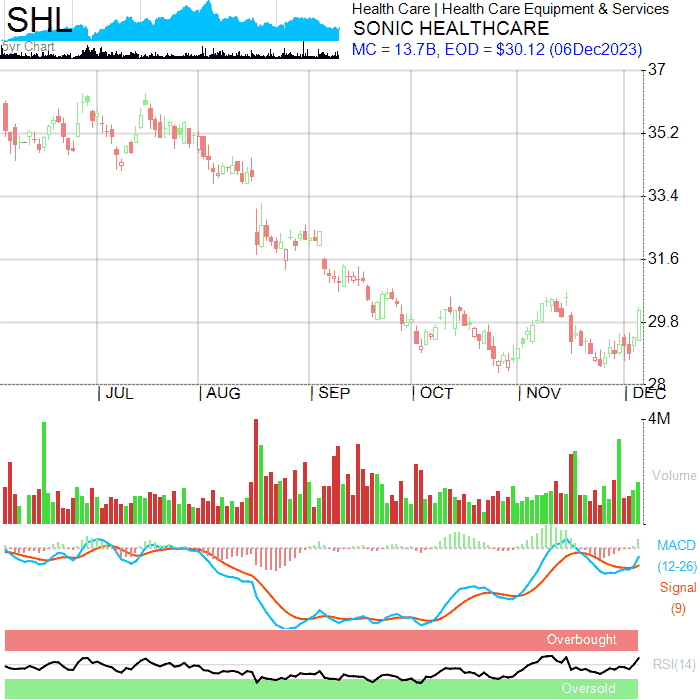 SHL
5yr Chart
Health Care | Health Care Equipment & Services
SONIC HEALTHCARE
MC = 13.7B, EOD = $30.12 (06Dec2023)
37
35.2
33.4
31.6
29.8
28
| JUL | AUG | SEP | OCT | NOV | DEC
4M
Volume
MACD
(12-26)
Signal
(9)
Overbought
RSI(14)
Oversold